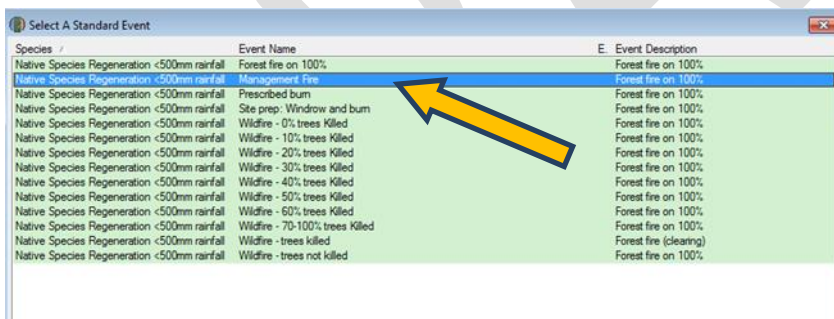 Select A Standard Event
Species / Event Name E. Event Description
Native Species Regeneration <500mm rainfall Forest fire on 100% Forest fire on 100%
Native Species Regeneration <500mm rainfall Management Fire Forest fire on 100%
Native Species Regeneration <500mm rainfall Prescribed burn Forest fire on 100%
Native Species Regeneration <500mm rainfall Site prep: Windrow and burn Forest fire on 100%
Native Species Regeneration <500mm rainfall Wildfire - 0% trees Killed Forest fire on 100%
Native Species Regeneration <500mm rainfall Wildfire - 10% trees Killed Forest fire on 100%
Native Species Regeneration <500mm rainfall Wildfire - 20% trees Killed Forest fire on 100%
Native Species Regeneration <500mm rainfall Wildfire - 30% trees Killed Forest fire on 100%
Native Species Regeneration <500mm rainfall Wildfire - 40% trees Killed Forest fire on 100%
Native Species Regeneration <500mm rainfall Wildfire - 50% trees Killed Forest fire on 100%
Native Species Regeneration <500mm rainfall Wildfire - 60% trees Killed Forest fire on 100%
Native Species Regeneration <500mm rainfall Wildfire - 70-100% trees Killed Forest fire on 100%
Native Species Regeneration <500mm rainfall Wildfire - trees killed Forest fire (clearing)
Native Species Regeneration <500mm rainfall Wildfire - trees not killed Forest fire on 100%